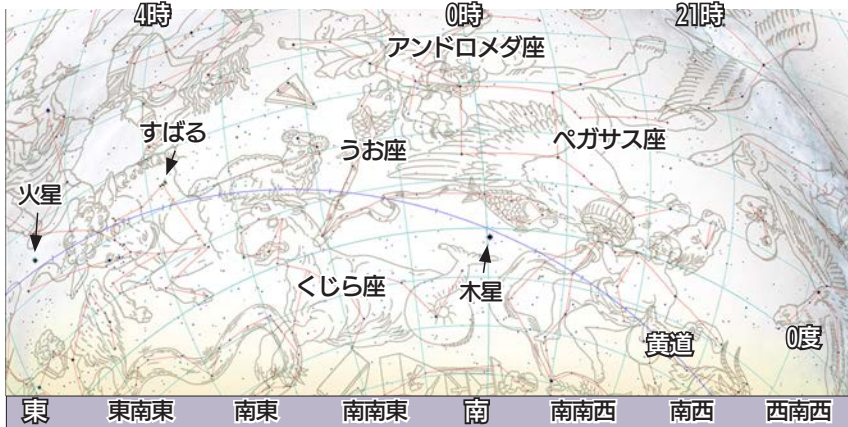 4時
0時
21時
アンドロメダ座
すばる
うお座
ペガサス座
火星
くじら座
木星
黄道
0度
東
東南東
南東
南南東
南
南南西
南西
西南西